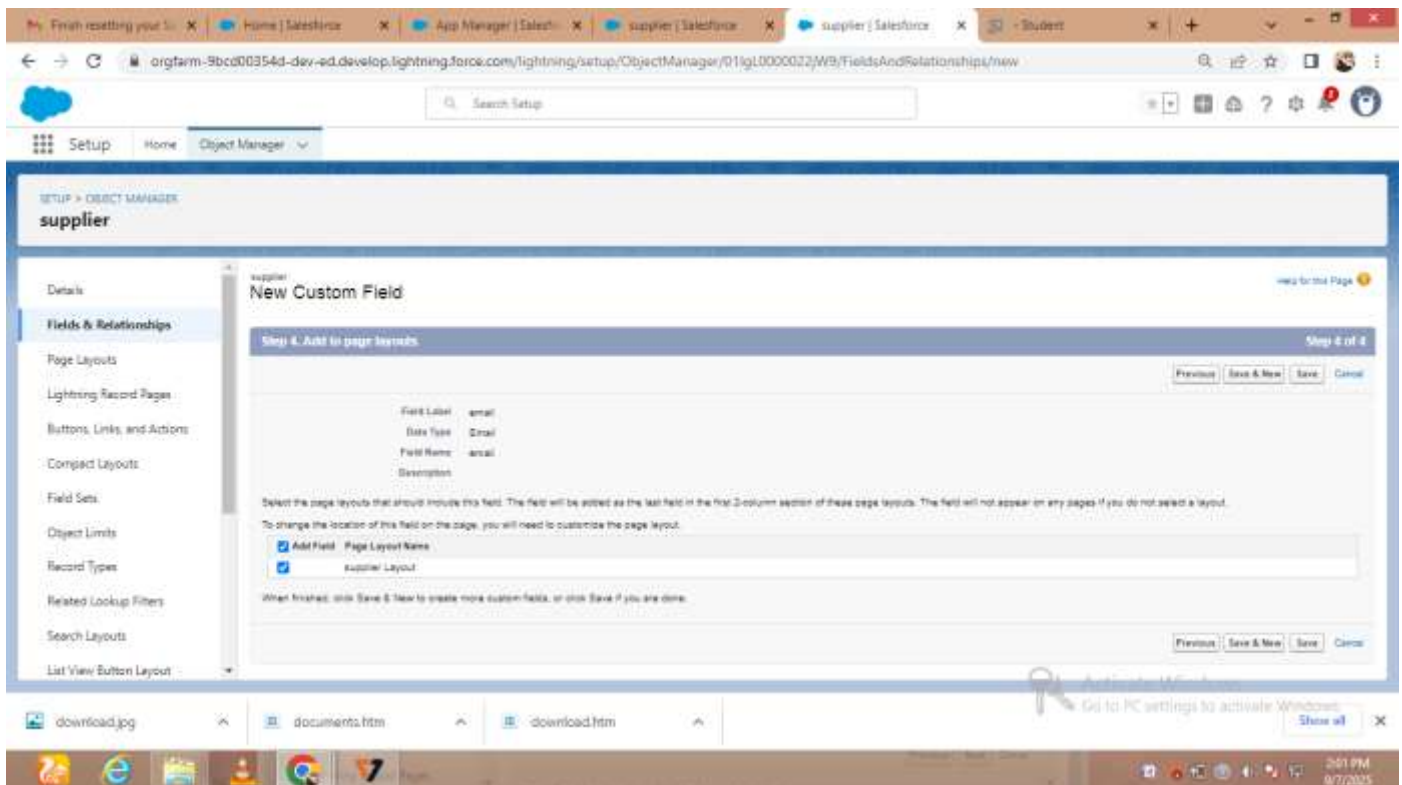 Finish resetting your
Home | Salesforce
App Manager | Salesf
supplier | Salesforce
supplier | Salesforce
- Student
orgfarm-9bcd00354d-dev-ed.develop.lightning.force.com/lightning/setup/ObjectManager/01IgL0000022jW9/FieldsAndRelationships/new
Search Setup
Setup Home Object Manager
SETUP > OBJECT MANAGER
supplier
Details
Fields & Relationships
Page Layouts
Lightning Record Pages
Buttons, Links, and Actions
Compact Layouts
Field Sets
Object Limits
Record Types
Related Lookup Filters
Search Layouts
List View Button Layout
supplier
New Custom Field
Help for this Page
Step 4. Add to page layouts Step 4 of 4
Previous Save & New Save Cancel
Field Label email
Data Type Email
Field Name email
Description
Select the page layouts that should include this field. The field will be added as the last field in the first 2-column section of these page layouts. The field will not appear on any pages if you do not select a layout.
To change the location of this field on the page, you will need to customize the page layout.
Add Field Page Layout Name
supplier Layout
When finished, click Save & New to create more custom fields, or click Save if you are done.
Previous Save & New Save Cancel
Activate Windows
Go to PC settings to activate Windows.
download.jpg
documents.htm
download.htm
Show all
2:01 PM
9/7/2025